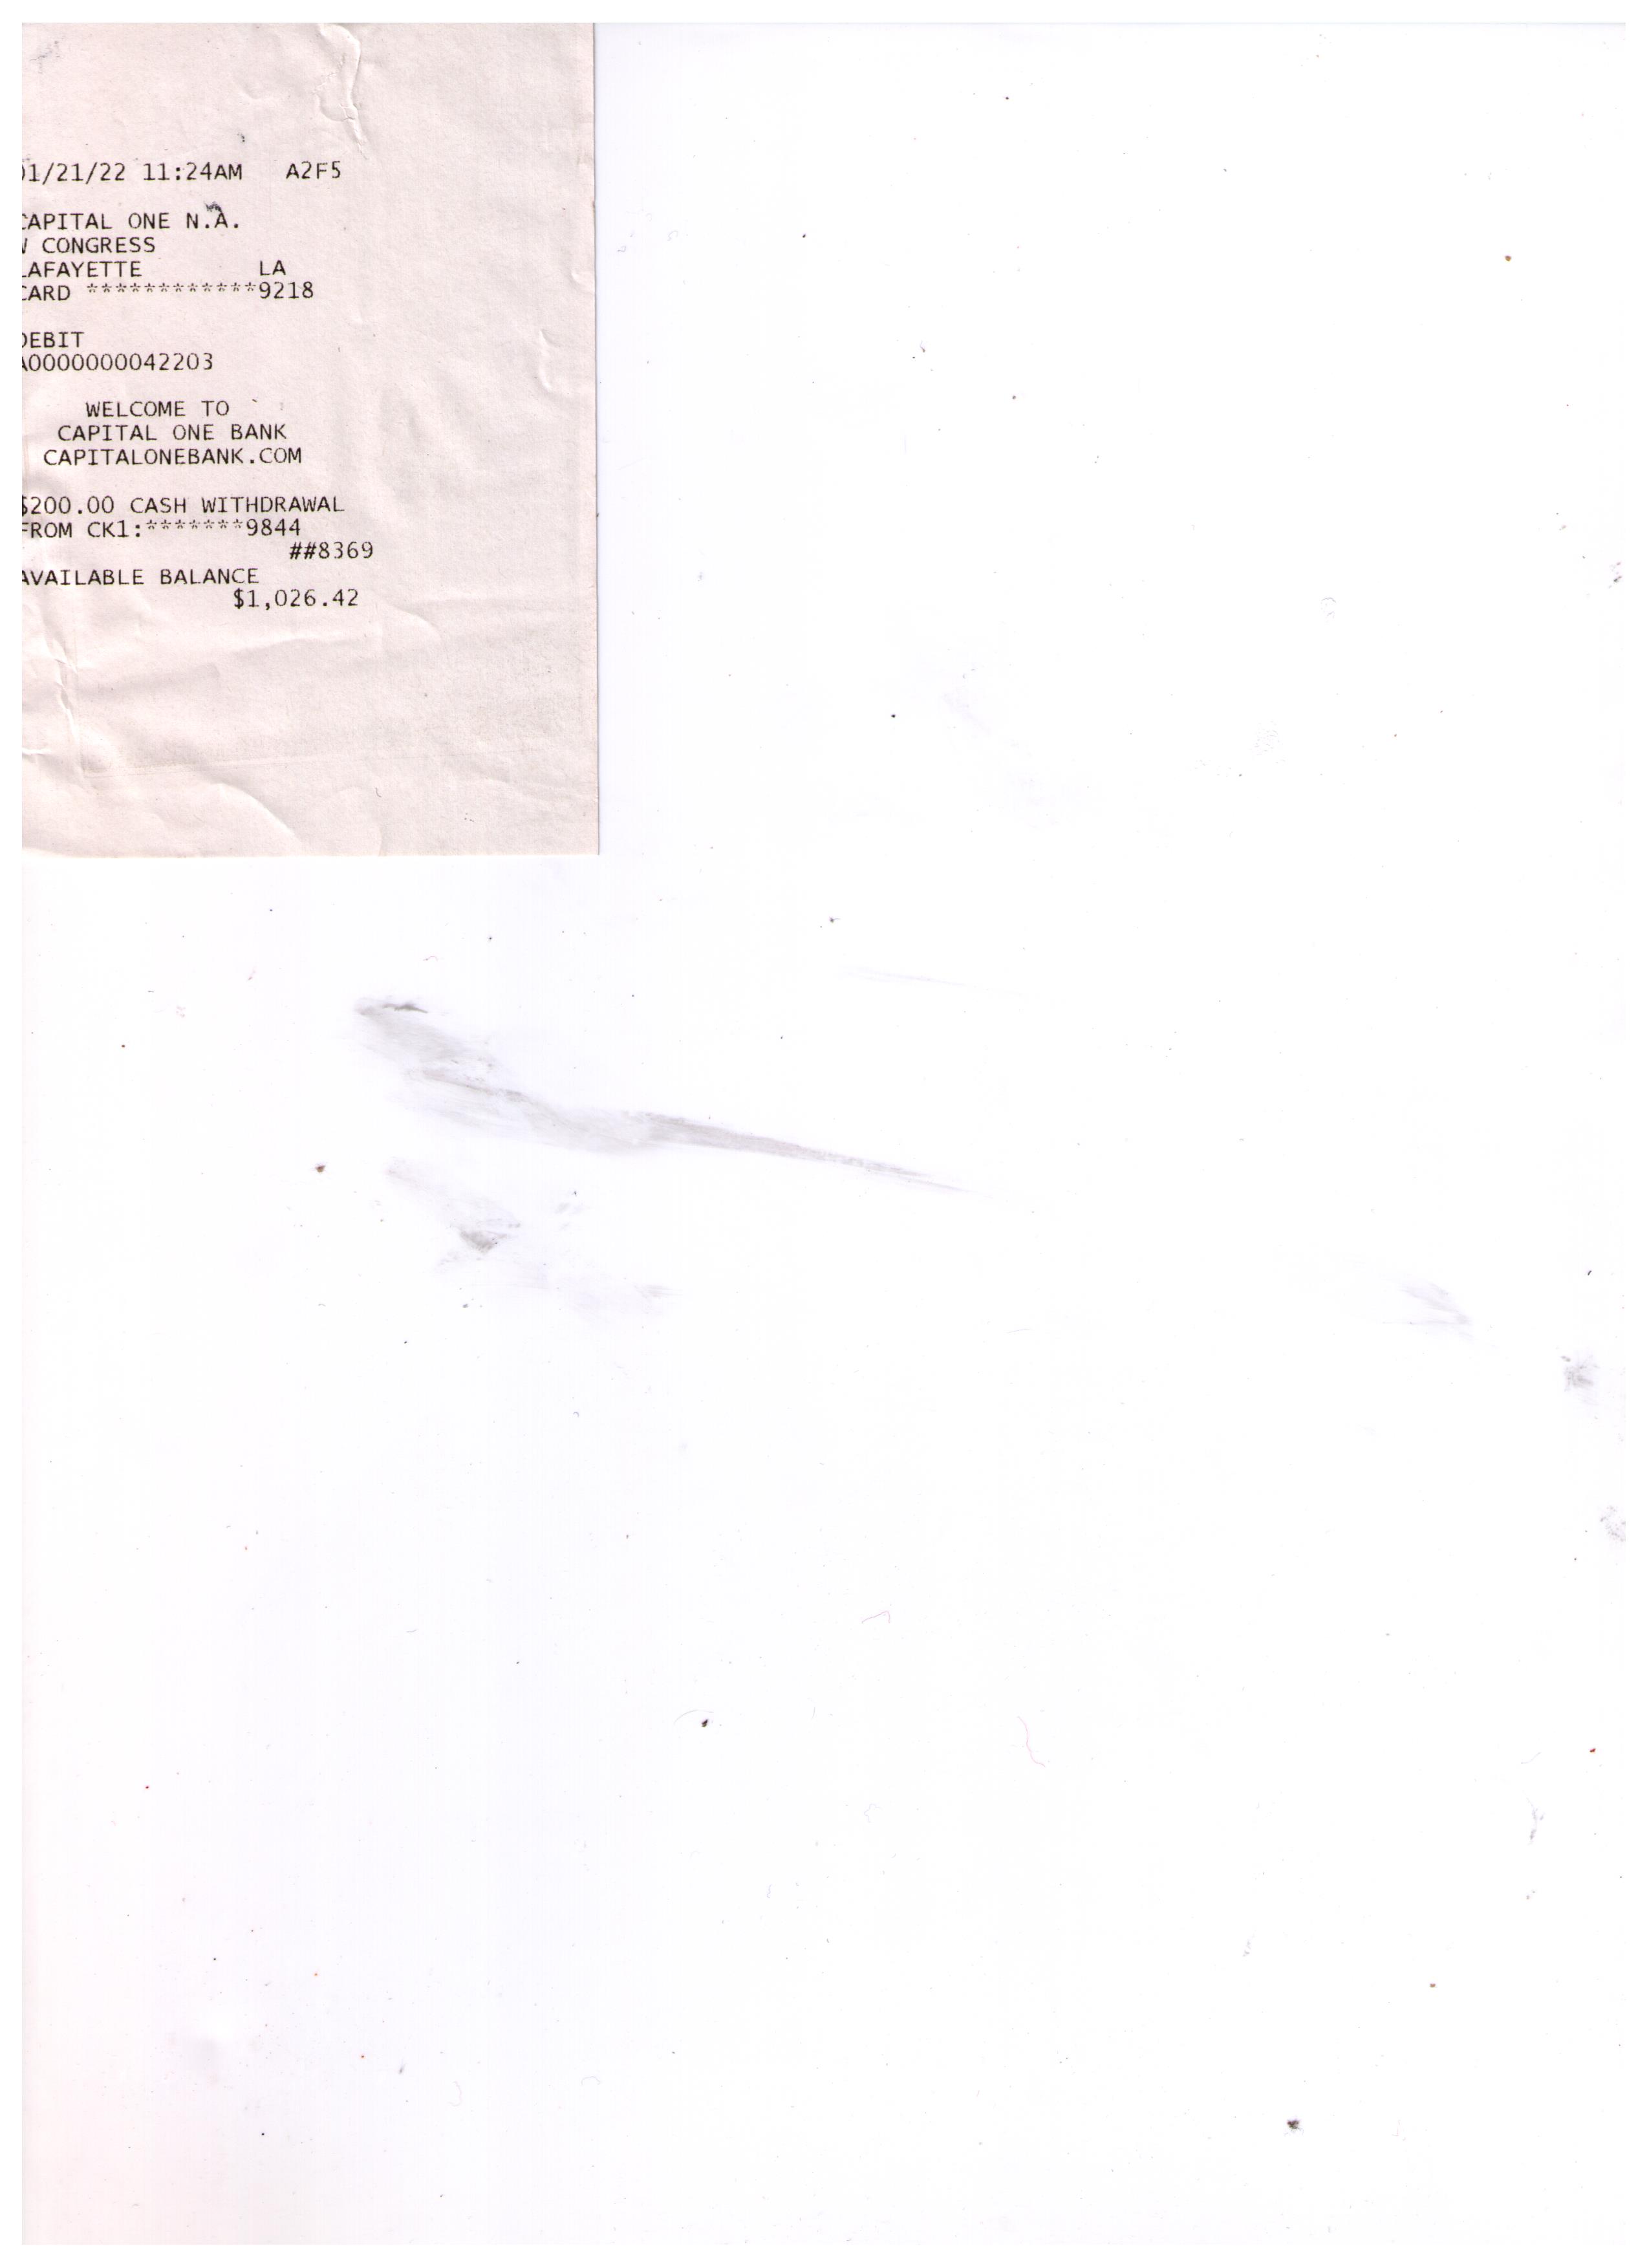 01/21/22 11:24AM   A2F5
CAPITAL ONE N.A.
W CONGRESS
LAFAYETTE        LA
CARD ************9218
DEBIT
A0000000042203
WELCOME TO
CAPITAL ONE BANK
CAPITALONEBANK.COM
$200.00 CASH WITHDRAWAL
FROM CK1:*******9844
##8369
AVAILABLE BALANCE
$1,026.42